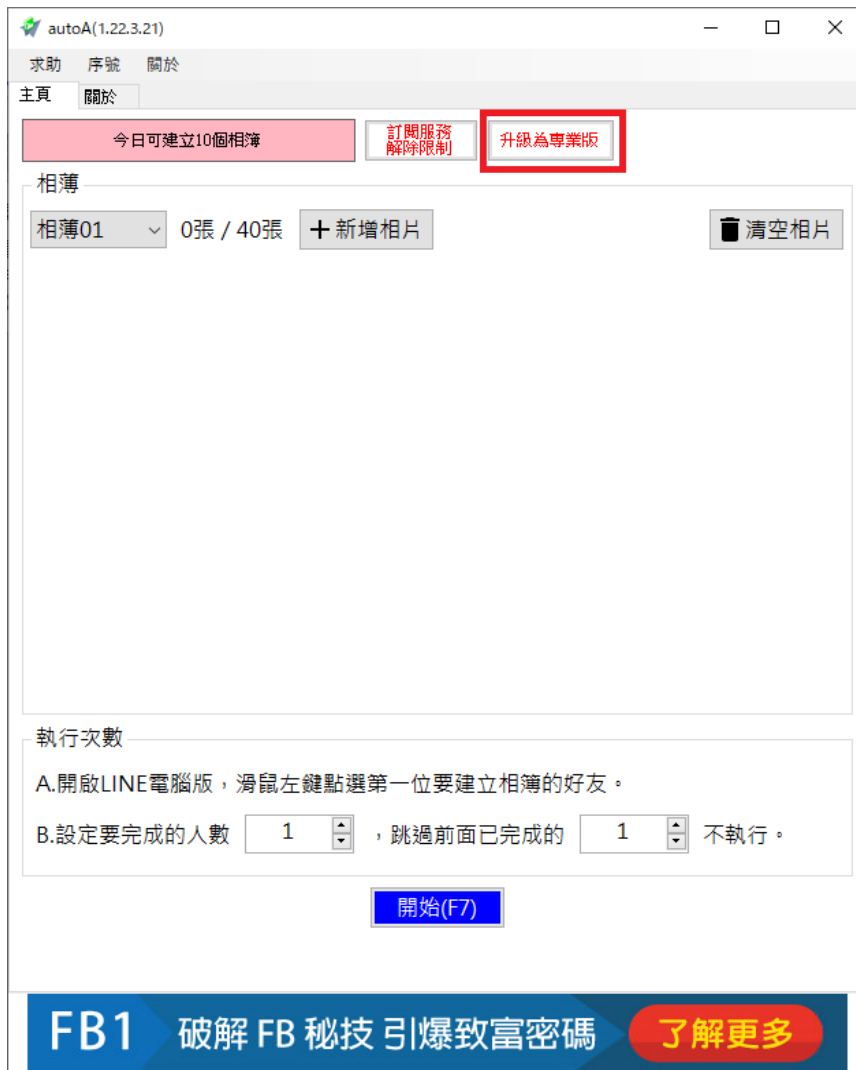 autoA(1.22.3.21)
求助 序號 關於
主頁 關於
今日可建立10個相簿
訂閱服務
解除限制
升級為專業版
相薄
相薄01 0張 / 40張 +新增相片 清空相片
執行次數
A.開啟LINE電腦版，滑鼠左鍵點選第一位要建立相簿的好友。
B.設定要完成的人數 1 ，跳過前面已完成的 1 不執行。
開始(F7)
FB1 破解 FB 秘技 引爆致富密碼 了解更多